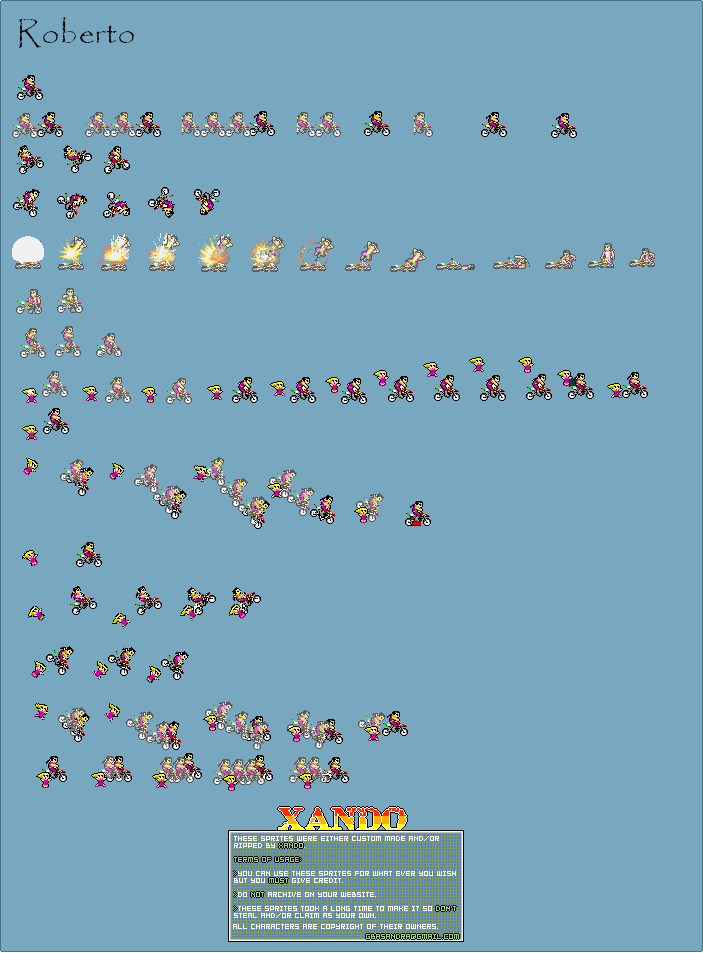 Roberto
XANDO
THESE SPRITES WERE EITHER CUSTOM MADE AND/OR
RIPPED BY XANDO
TERMS OF USAGE:
>YOU CAN USE THESE SPRITES FOR WHAT EVER YOU WISH
BUT YOU MUST GIVE CREDIT.
>DO NOT ARCHIVE ON YOUR WEBSITE.
>THESE SPRITES TOOK A LONG TIME TO MAKE IT SO DON'T
STEAL AND/OR CLAIM AS YOUR OWN.
ALL CHARACTERS ARE COPYRIGHT OF THEIR OWNERS.